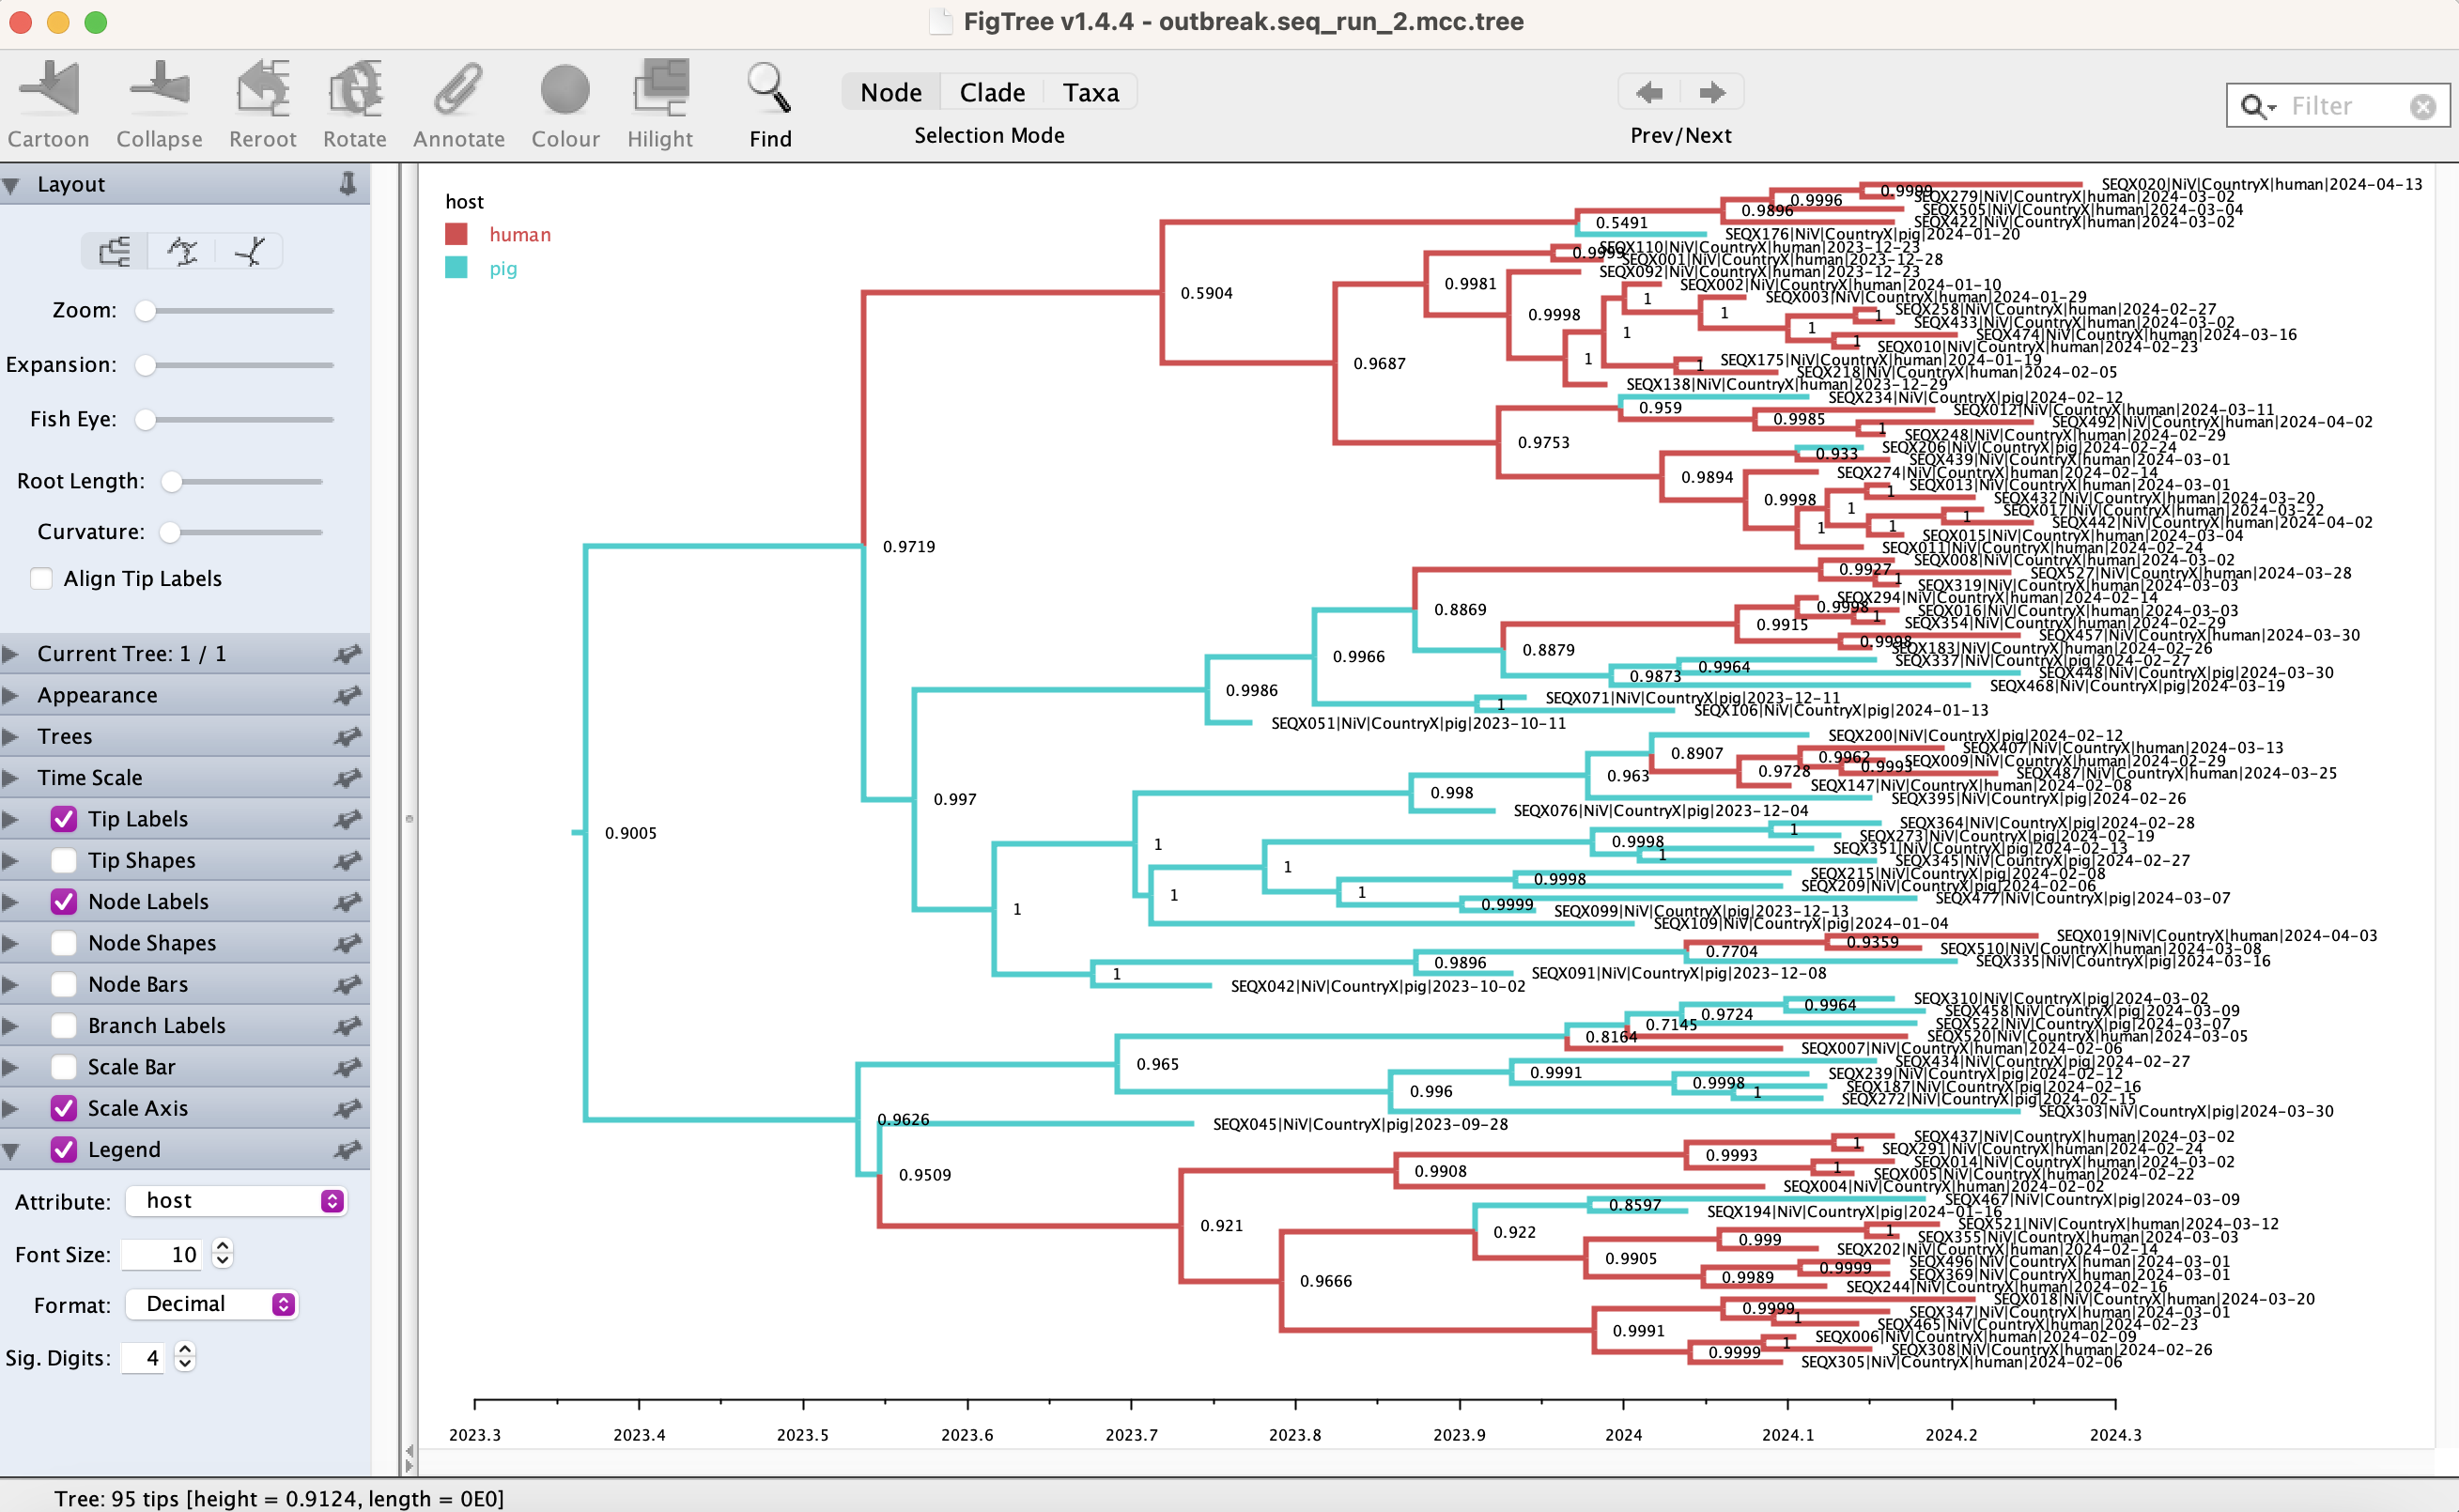 FigTree v1.4.4 - outbreak.seq_run_2.mcc.tree
Cartoon Collapse Reroot Rotate Annotate Colour Hilight Find
Node Clade Taxa
Selection Mode
Prev/Next
Filter
Layout
Zoom:
Expansion:
Fish Eye:
Root Length:
Curvature:
Align Tip Labels
Current Tree: 1 / 1
Appearance
Trees
Time Scale
Tip Labels
Tip Shapes
Node Labels
Node Shapes
Node Bars
Branch Labels
Scale Bar
Scale Axis
Legend
Attribute: host
Font Size: 10
Format: Decimal
Sig. Digits: 4
host
human
pig
SEQX020|NiV|CountryX|human|2024-04-13
0.9999
SEQX279|NiV|CountryX|human|2024-03-02
0.9996
SEQX505|NiV|CountryX|human|2024-03-04
0.9896
SEQX422|NiV|CountryX|human|2024-03-02
0.5491
SEQX176|NiV|CountryX|pig|2024-01-20
SEQX110|NiV|CountryX|human|2023-12-23
0.9999
SEQX001|NiV|CountryX|human|2023-12-28
SEQX092|NiV|CountryX|human|2023-12-23
0.9981
SEQX002|NiV|CountryX|human|2024-01-10
0.5904
1
SEQX003|NiV|CountryX|human|2024-01-29
SEQX258|NiV|CountryX|human|2024-02-27
0.9998
1
1
SEQX433|NiV|CountryX|human|2024-03-02
1
1
SEQX474|NiV|CountryX|human|2024-03-16
1
SEQX010|NiV|CountryX|human|2024-02-23
0.9687
1
SEQX175|NiV|CountryX|human|2024-01-19
1
SEQX218|NiV|CountryX|human|2024-02-05
SEQX138|NiV|CountryX|human|2023-12-29
SEQX234|NiV|CountryX|pig|2024-02-12
0.959
SEQX012|NiV|CountryX|human|2024-03-11
0.9985
SEQX492|NiV|CountryX|human|2024-04-02
1
SEQX248|NiV|CountryX|human|2024-02-29
0.9753
SEQX206|NiV|CountryX|pig|2024-02-24
0.933
SEQX439|NiV|CountryX|human|2024-03-01
0.9894
SEQX274|NiV|CountryX|human|2024-02-14
SEQX013|NiV|CountryX|human|2024-03-01
1
0.9998
SEQX432|NiV|CountryX|human|2024-03-20
1
SEQX017|NiV|CountryX|human|2024-03-22
1
SEQX442|NiV|CountryX|human|2024-04-02
1
1
SEQX015|NiV|CountryX|human|2024-03-04
0.9719
SEQX011|NiV|CountryX|human|2024-02-24
SEQX008|NiV|CountryX|human|2024-03-02
0.9927
SEQX527|NiV|CountryX|human|2024-03-28
1
SEQX319|NiV|CountryX|human|2024-03-03
SEQX294|NiV|CountryX|human|2024-02-14
0.8869
0.9998
SEQX016|NiV|CountryX|human|2024-03-03
1
0.9915
SEQX354|NiV|CountryX|human|2024-02-29
SEQX457|NiV|CountryX|human|2024-03-30
0.9998
SEQX183|NiV|CountryX|human|2024-02-26
0.8879
0.9966
SEQX337|NiV|CountryX|pig|2024-02-27
0.9964
SEQX448|NiV|CountryX|pig|2024-03-30
0.9873
SEQX468|NiV|CountryX|pig|2024-03-19
0.9986
SEQX071|NiV|CountryX|pig|2023-12-11
1
SEQX106|NiV|CountryX|pig|2024-01-13
SEQX051|NiV|CountryX|pig|2023-10-11
SEQX200|NiV|CountryX|pig|2024-02-12
0.8907
SEQX407|NiV|CountryX|human|2024-03-13
0.9962
SEQX009|NiV|CountryX|human|2024-02-29
0.963
0.9728
0.9993
SEQX487|NiV|CountryX|human|2024-03-25
SEQX147|NiV|CountryX|human|2024-02-08
0.997
0.998
SEQX395|NiV|CountryX|pig|2024-02-26
SEQX076|NiV|CountryX|pig|2023-12-04
SEQX364|NiV|CountryX|pig|2024-02-28
0.9005
1
SEQX273|NiV|CountryX|pig|2024-02-19
1
0.9998
SEQX351|NiV|CountryX|pig|2024-02-13
1
SEQX345|NiV|CountryX|pig|2024-02-27
1
SEQX215|NiV|CountryX|pig|2024-02-08
0.9998
SEQX209|NiV|CountryX|pig|2024-02-06
1
1
SEQX477|NiV|CountryX|pig|2024-03-07
0.9999
SEQX099|NiV|CountryX|pig|2023-12-13
1
SEQX109|NiV|CountryX|pig|2024-01-04
SEQX019|NiV|CountryX|human|2024-04-03
0.9359
SEQX510|NiV|CountryX|human|2024-03-08
0.7704
SEQX335|NiV|CountryX|pig|2024-03-16
0.9896
SEQX091|NiV|CountryX|pig|2023-12-08
1
SEQX042|NiV|CountryX|pig|2023-10-02
SEQX310|NiV|CountryX|pig|2024-03-02
0.9964
SEQX458|NiV|CountryX|pig|2024-03-09
0.9724
SEQX522|NiV|CountryX|pig|2024-03-07
0.7145
SEQX520|NiV|CountryX|human|2024-03-05
0.8164
SEQX007|NiV|CountryX|human|2024-02-06
0.965
SEQX434|NiV|CountryX|pig|2024-02-27
0.9991
SEQX239|NiV|CountryX|pig|2024-02-12
0.9998
SEQX187|NiV|CountryX|pig|2024-02-16
0.996
1
SEQX272|NiV|CountryX|pig|2024-02-15
SEQX303|NiV|CountryX|pig|2024-03-30
0.9626
SEQX045|NiV|CountryX|pig|2023-09-28
SEQX437|NiV|CountryX|human|2024-03-02
1
SEQX291|NiV|CountryX|human|2024-02-24
0.9993
SEQX014|NiV|CountryX|human|2024-03-02
1
0.9908
SEQX005|NiV|CountryX|human|2024-02-22
0.9509
SEQX004|NiV|CountryX|human|2024-02-02
SEQX467|NiV|CountryX|pig|2024-03-09
0.8597
SEQX194|NiV|CountryX|pig|2024-01-16
0.921
SEQX521|NiV|CountryX|human|2024-03-12
0.922
1
SEQX355|NiV|CountryX|human|2024-03-03
0.999
SEQX202|NiV|CountryX|human|2024-02-14
0.9905
SEQX496|NiV|CountryX|human|2024-03-01
0.9999
SEQX369|NiV|CountryX|human|2024-03-01
0.9989
0.9666
SEQX244|NiV|CountryX|human|2024-02-16
SEQX018|NiV|CountryX|human|2024-03-20
0.9999
SEQX347|NiV|CountryX|human|2024-03-01
1
SEQX465|NiV|CountryX|human|2024-02-23
0.9991
SEQX006|NiV|CountryX|human|2024-02-09
1
SEQX308|NiV|CountryX|human|2024-02-26
0.9999
SEQX305|NiV|CountryX|human|2024-02-06
2023.3 2023.4 2023.5 2023.6 2023.7 2023.8 2023.9 2024 2024.1 2024.2 2024.3
Tree: 95 tips [height = 0.9124, length = 0E0]